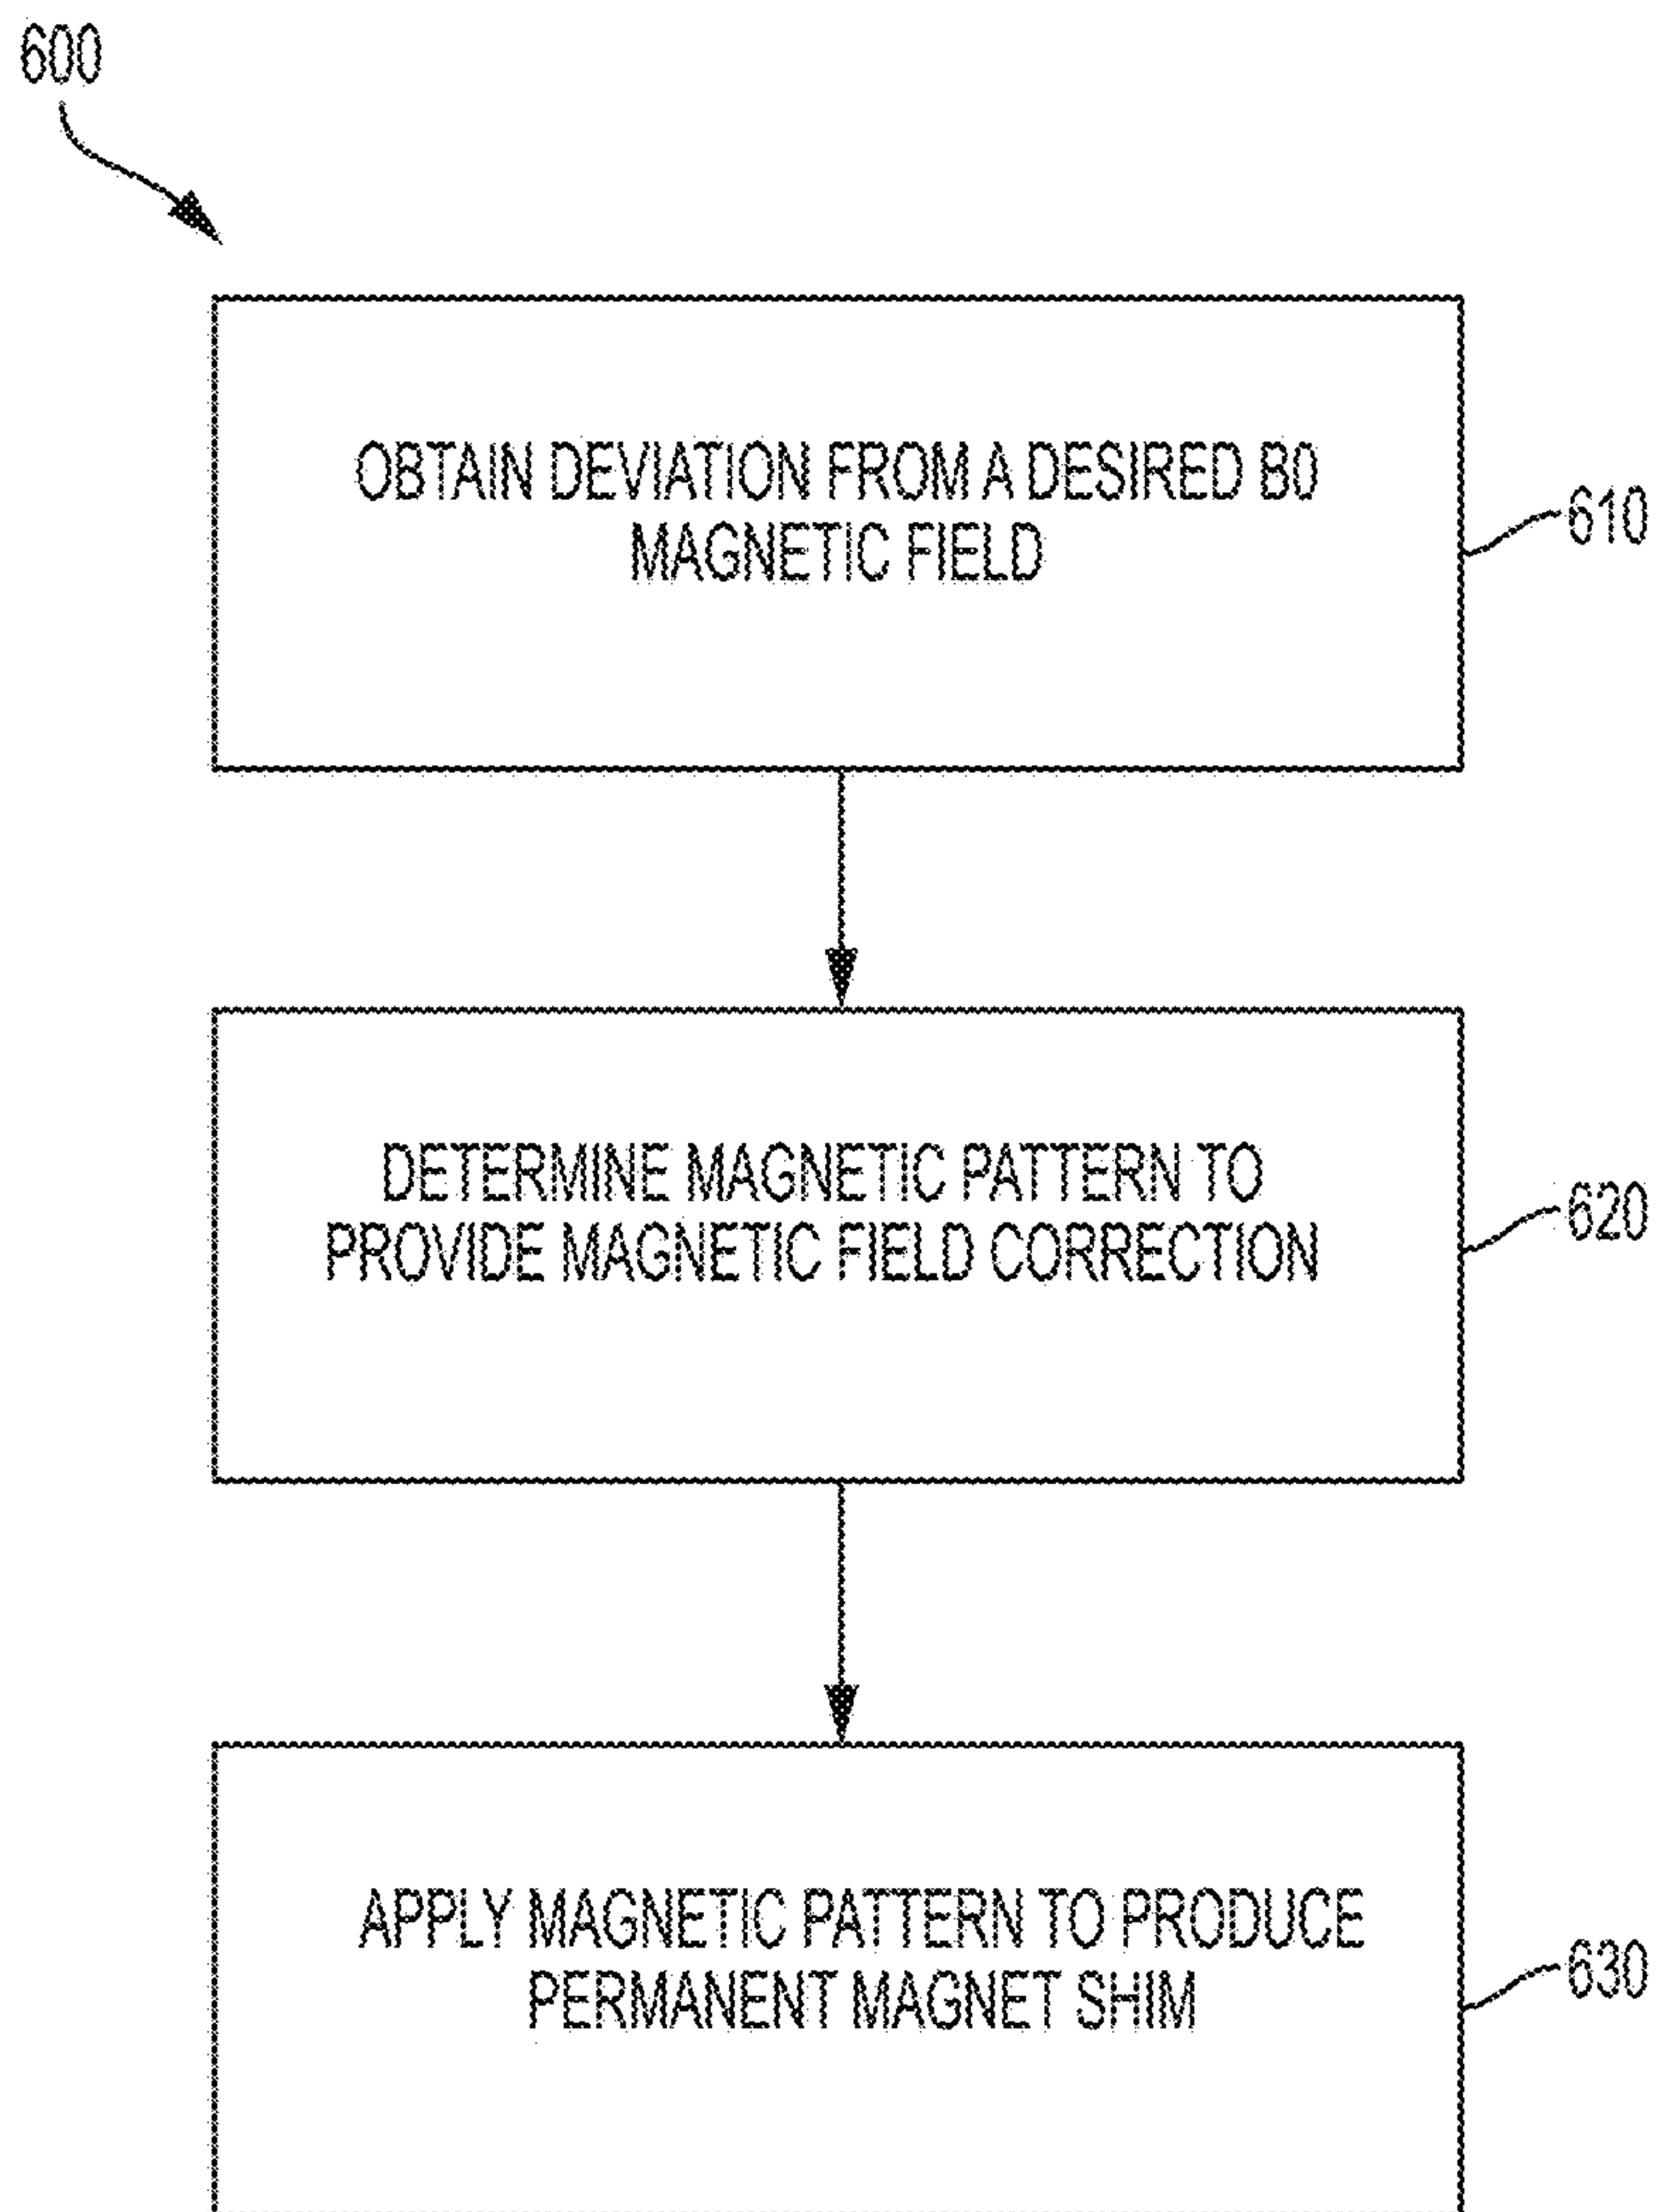 600
OBTAIN DEVIATION FROM A DESIRED B0
MAGNETIC FIELD
610
DETERMINE MAGNETIC PATTERN TO
PROVIDE MAGNETIC FIELD CORRECTION
620
APPLY MAGNETIC PATTERN TO PRODUCE
PERMANENT MAGNET SHIM
630